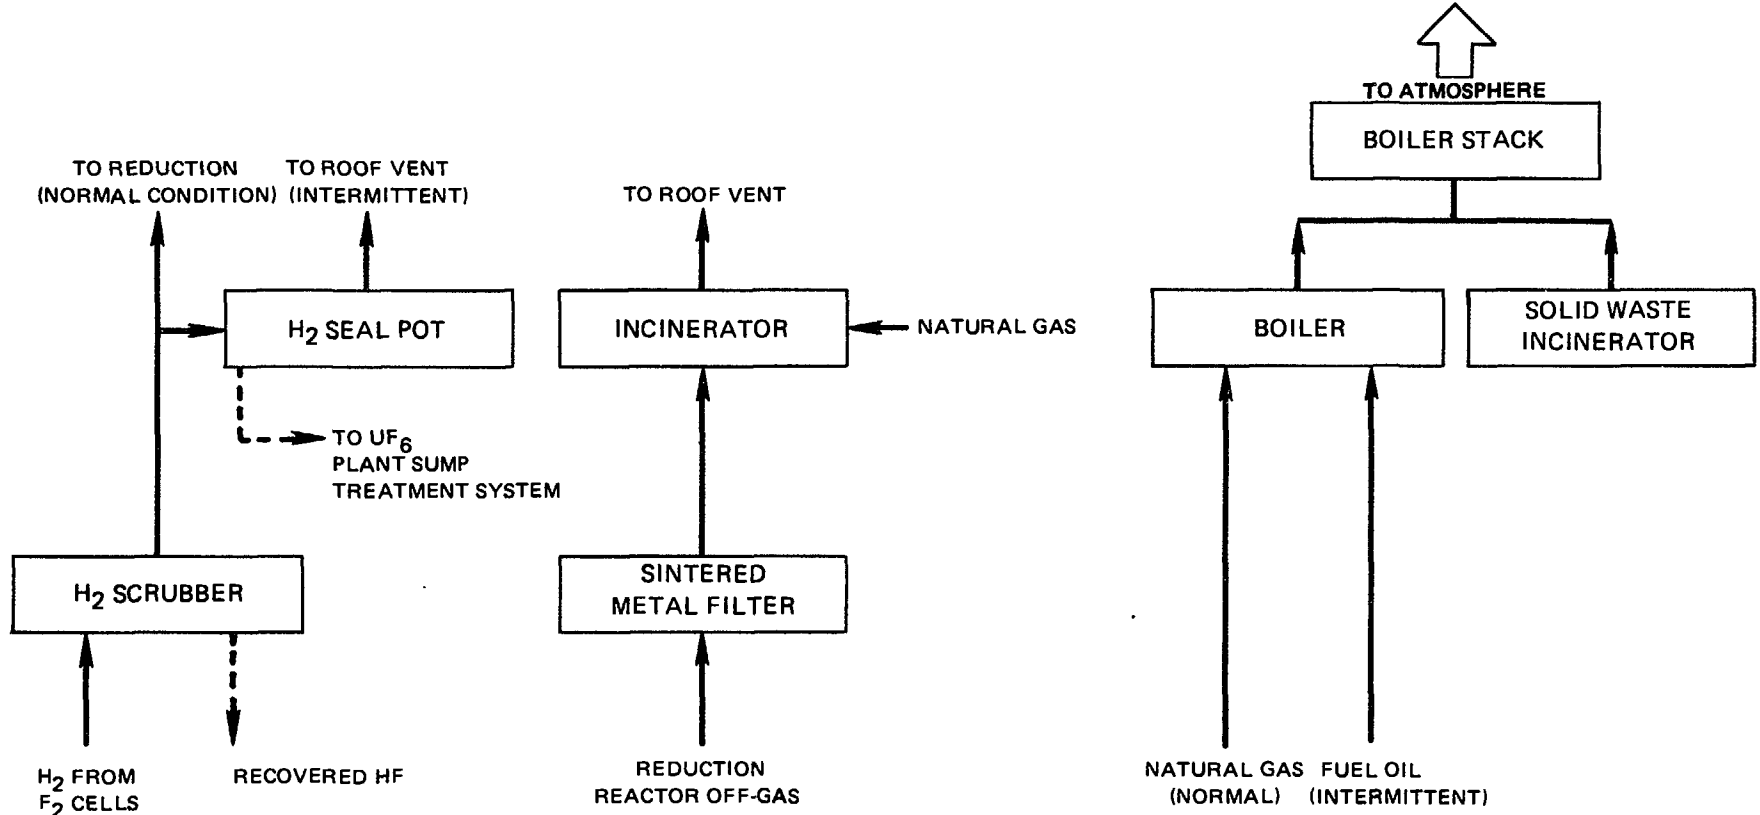 TO ATMOSPHERE
BOILER STACK
TO REDUCTION
(NORMAL CONDITION)
TO ROOF VENT
(INTERMITTENT)
TO ROOF VENT
H2 SEAL POT
INCINERATOR
NATURAL GAS
BOILER
SOLID WASTE
INCINERATOR
TO UF6
PLANT SUMP
TREATMENT SYSTEM
H2 SCRUBBER
SINTERED
METAL FILTER
H2 FROM
F2 CELLS
RECOVERED HF
REDUCTION
REACTOR OFF-GAS
NATURAL GAS
(NORMAL)
FUEL OIL
(INTERMITTENT)